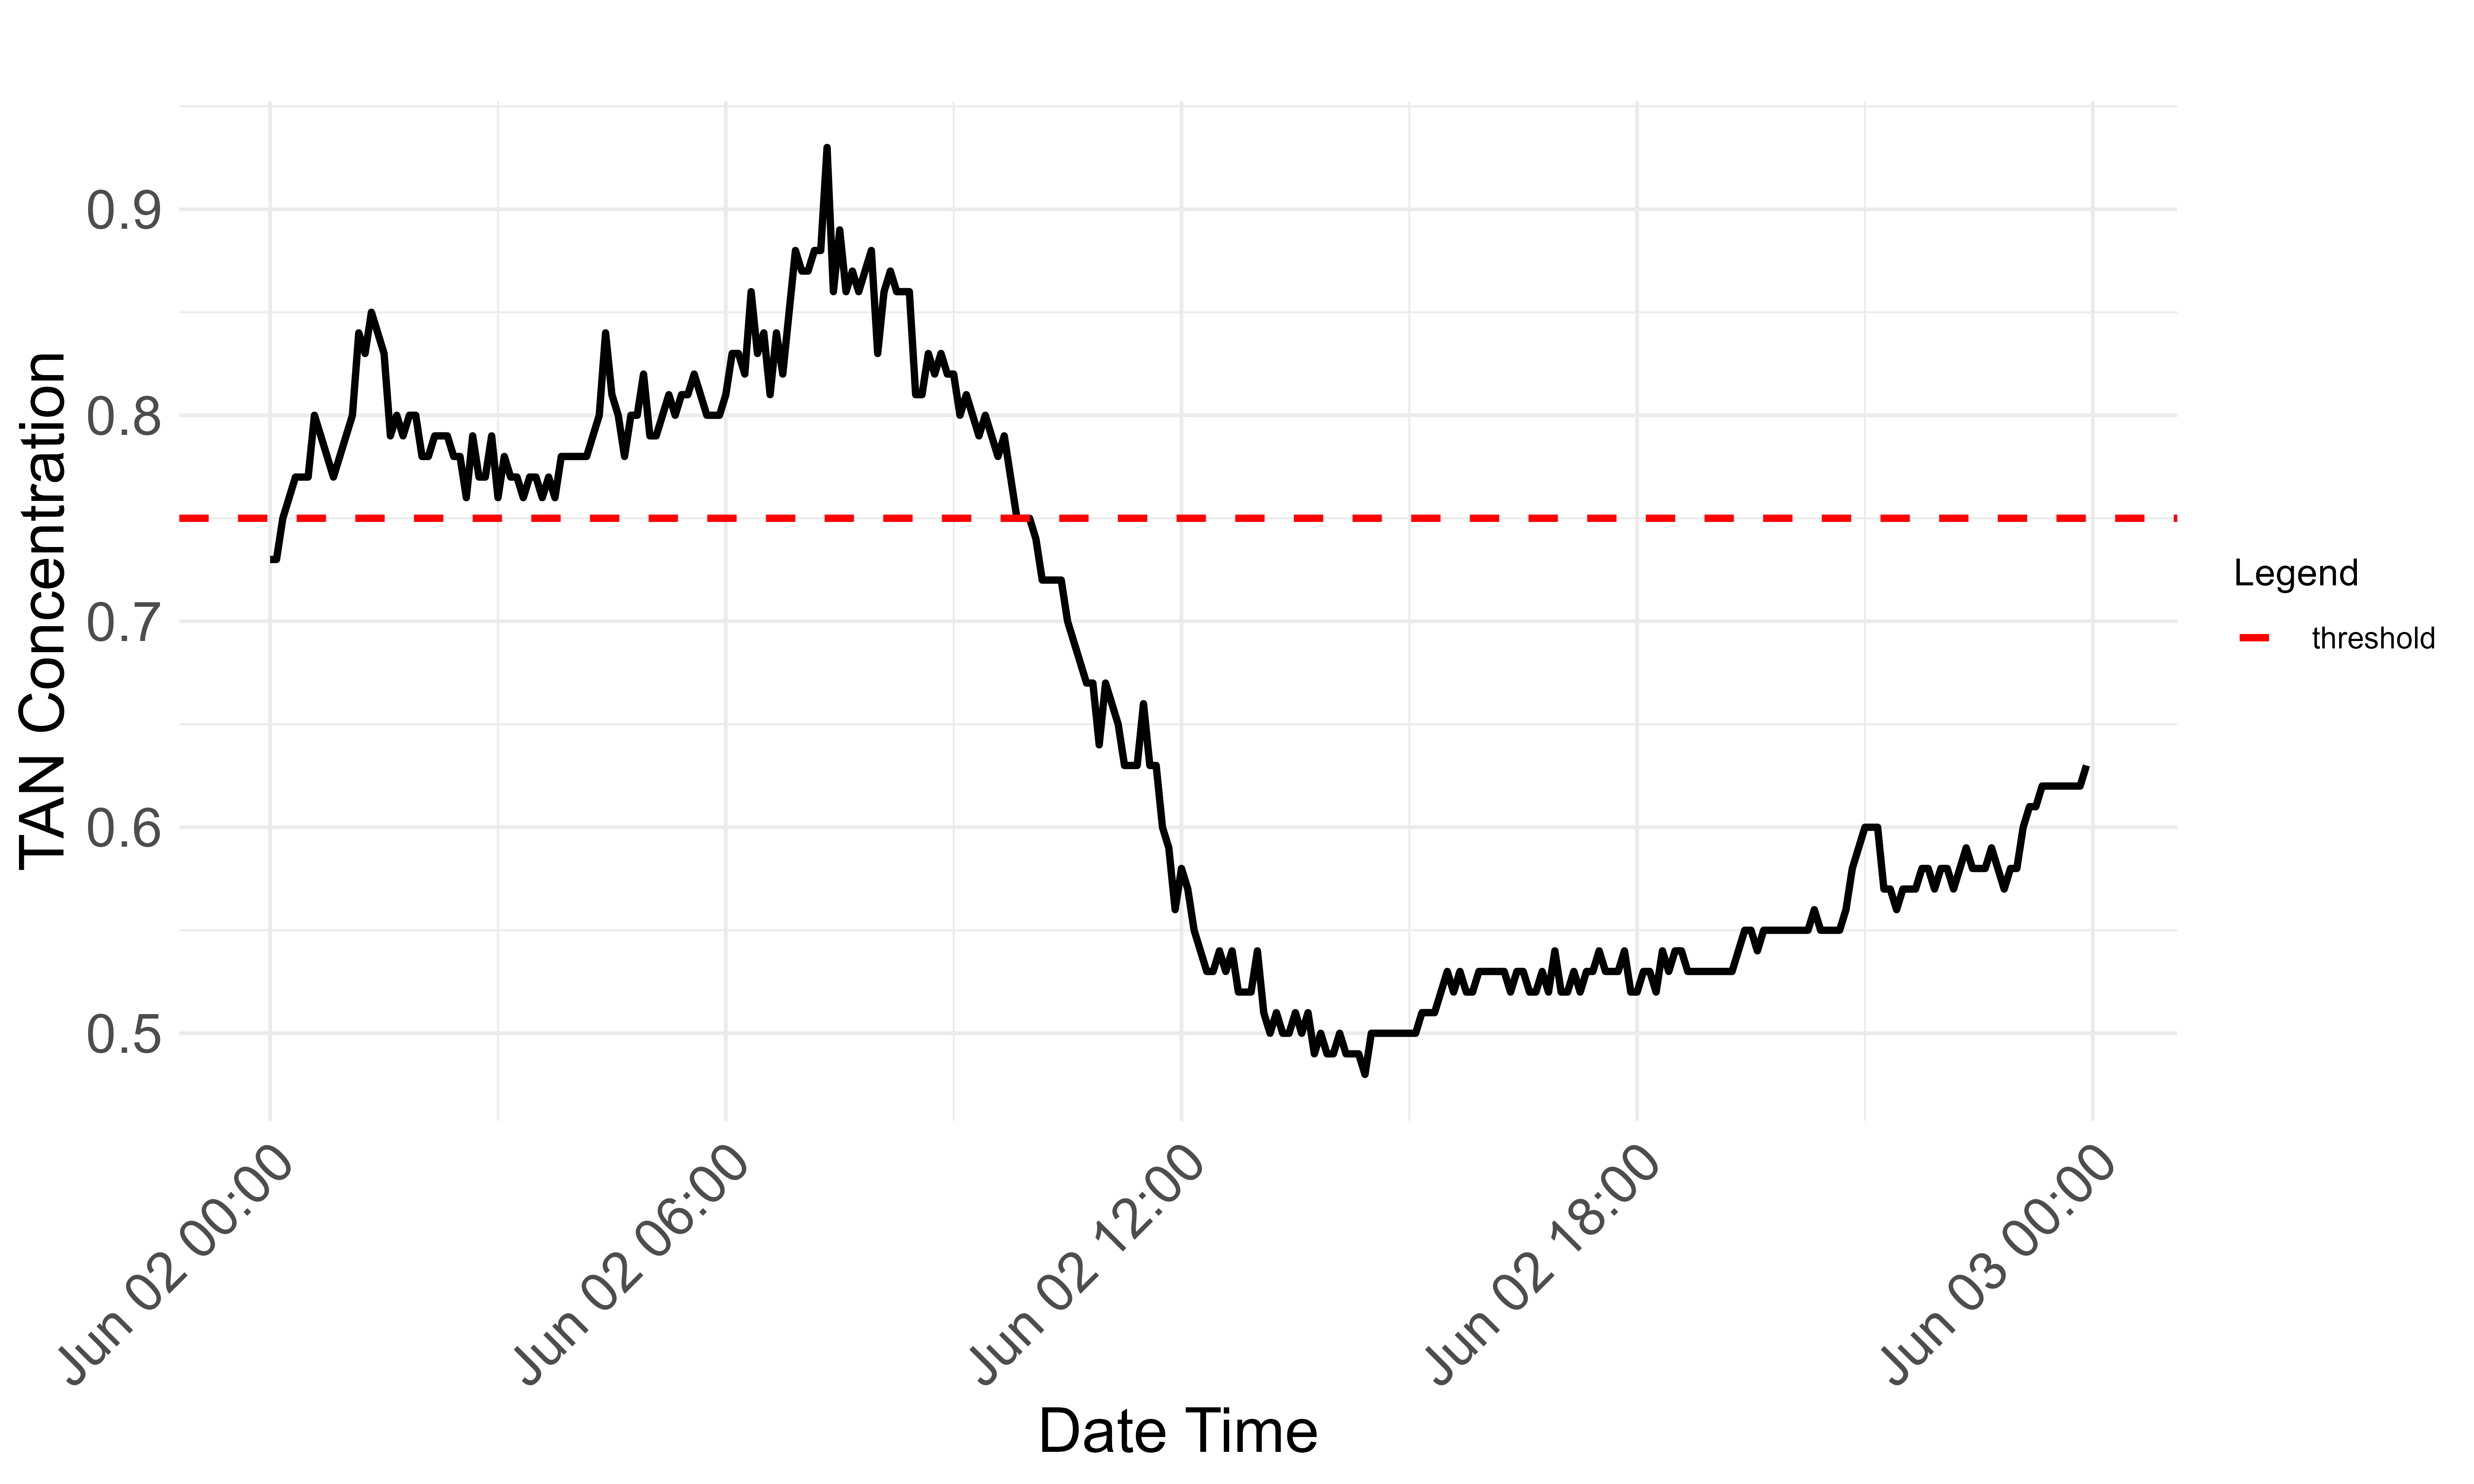 TAN Concentration
0.9
0.8
0.7
0.6
0.5
Jun 02 00:00
Jun 02 06:00
Jun 02 12:00
Jun 02 18:00
Jun 03 00:00
Date Time
Legend
threshold